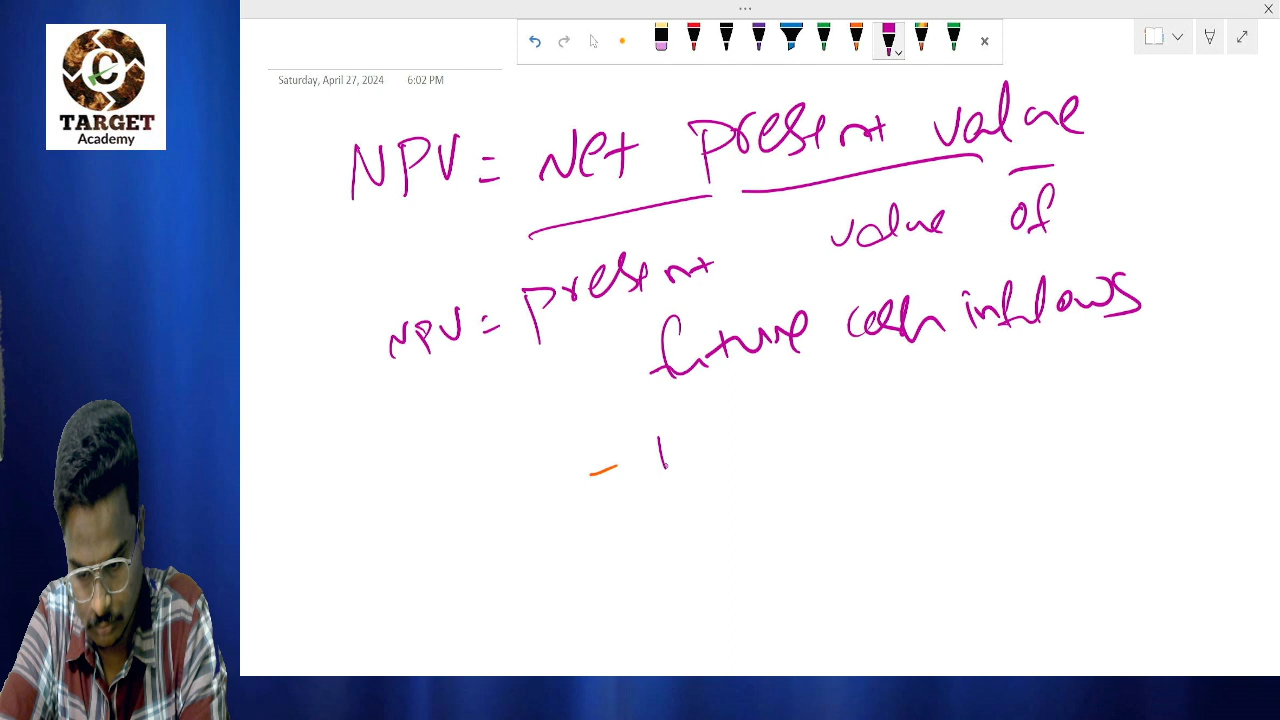 TARGET
Academy
Saturday, April 27, 2024 6:02 PM
NPV = Net present value
NPV = present value of
future cash inflows
-